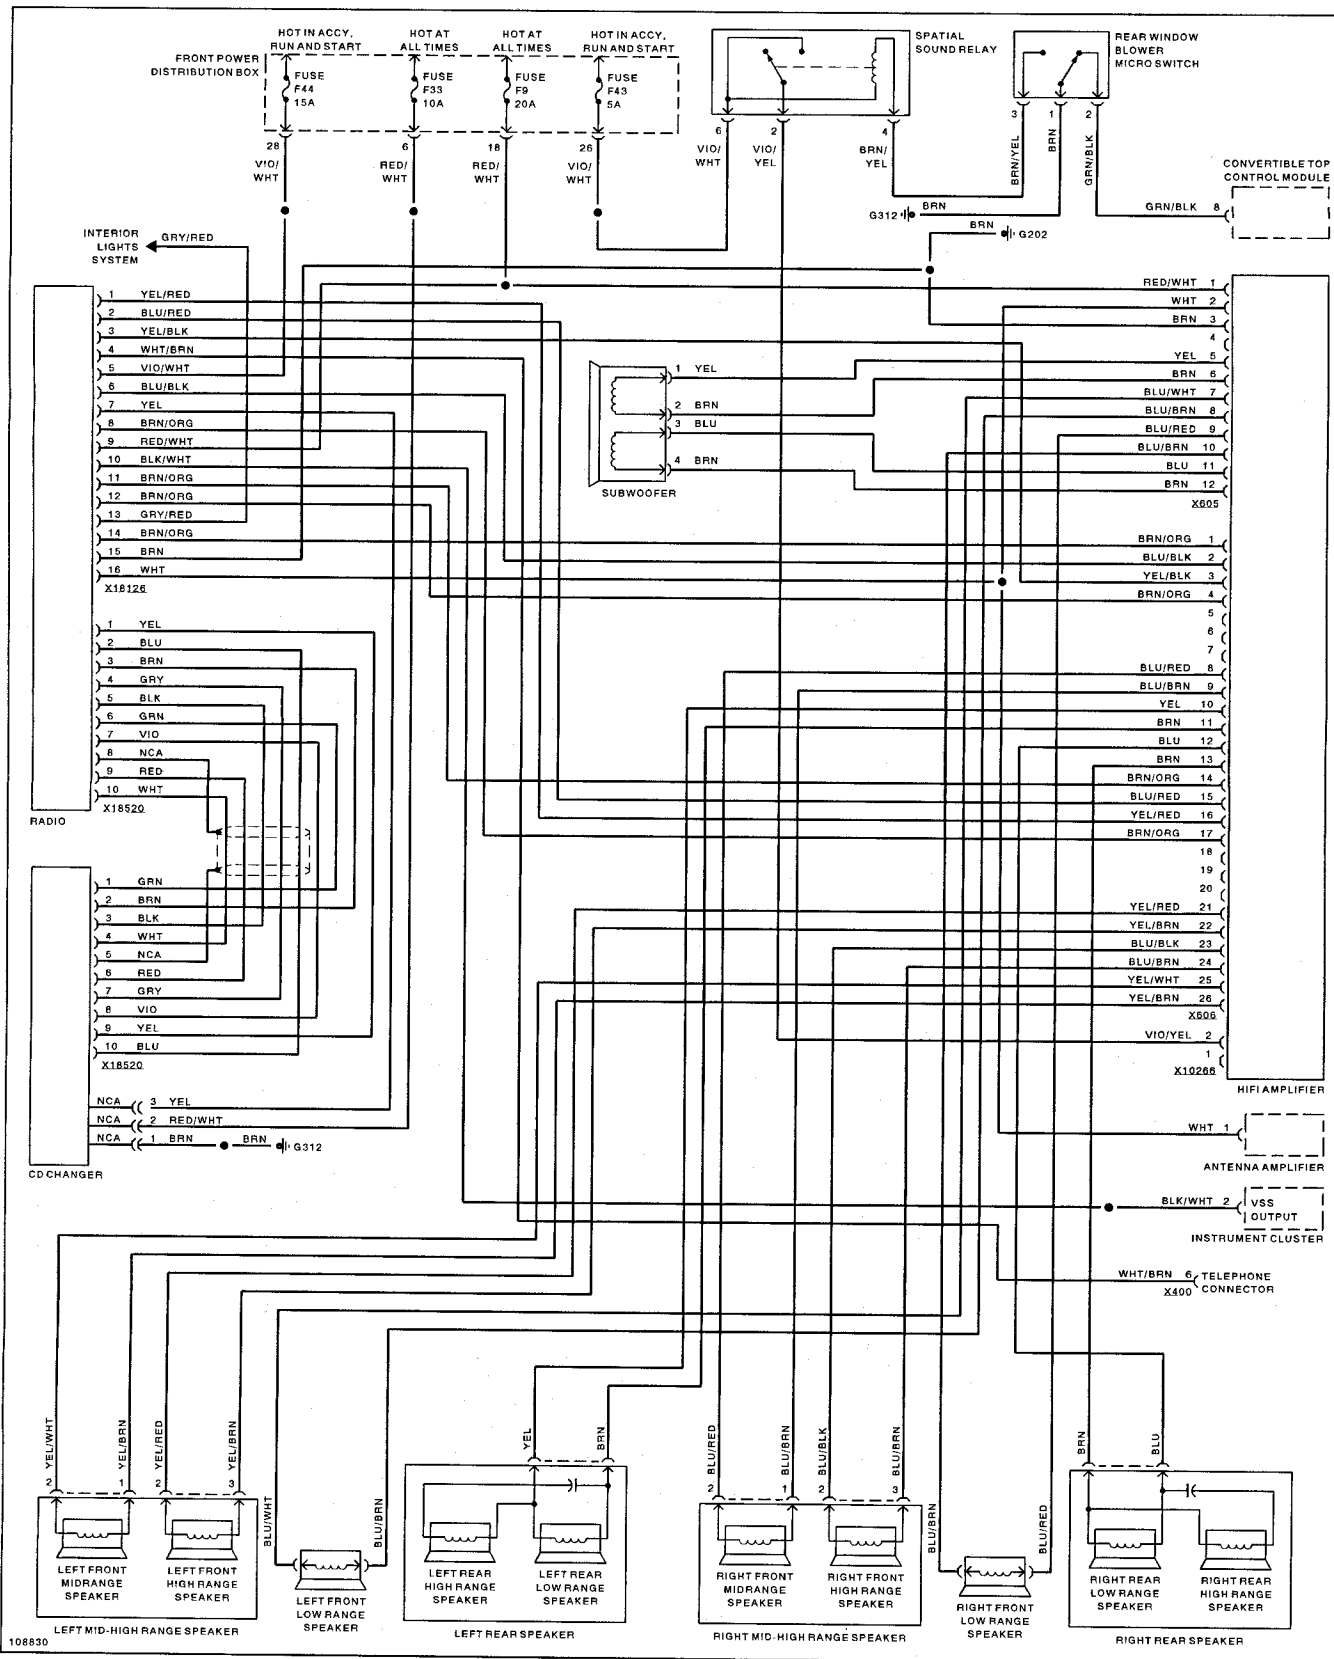 HOT IN ACCY,
RUN AND START
HOT AT
ALL TIMES
HOT AT
ALL TIMES
HOT IN ACCY,
RUN AND START
FRONT POWER
DISTRIBUTION BOX
FUSE
F44
15A
FUSE
F33
10A
FUSE
F9
20A
FUSE
F43
5A
SPATIAL
SOUND RELAY
REAR WINDOW
BLOWER
MICRO SWITCH
28
VIO/
WHT
6
RED/
WHT
18
RED/
WHT
26
VIO/
WHT
6
VIO/
WHT
2
VIO/
YEL
4
BRN/
YEL
3
BRN/YEL
1
BRN
2
GRN/BLK
CONVERTIBLE TOP
CONTROL MODULE
GRN/BLK 8
G312
BRN
BRN
G202
INTERIOR
LIGHTS
SYSTEM
GRY/RED
1 YEL/RED
2 BLU/RED
3 YEL/BLK
4 WHT/BRN
5 VIO/WHT
6 BLU/BLK
7 YEL
8 BRN/ORG
9 RED/WHT
10 BLK/WHT
11 BRN/ORG
12 BRN/ORG
13 GRY/RED
14 BRN/ORG
15 BRN
16 WHT
X18126
1 YEL
2 BLU
3 BRN
4 GRY
5 BLK
6 GRN
7 VIO
8 NCA
9 RED
10 WHT
X18520
RADIO
1 GRN
2 BRN
3 BLK
4 WHT
5 NCA
6 RED
7 GRY
8 VIO
9 YEL
10 BLU
X18520
NCA 3 YEL
NCA 2 RED/WHT
NCA 1 BRN
BRN
G312
CD CHANGER
1 YEL
2 BRN
3 BLU
4 BRN
SUBWOOFER
RED/WHT 1
WHT 2
BRN 3
4
YEL 5
BRN 6
BLU/WHT 7
BLU/BRN 8
BLU/RED 9
BLU/BRN 10
BLU 11
BRN 12
X605
BRN/ORG 1
BLU/BLK 2
YEL/BLK 3
BRN/ORG 4
5
6
7
BLU/RED 8
BLU/BRN 9
YEL 10
BRN 11
BLU 12
BRN 13
BRN/ORG 14
BLU/RED 15
YEL/RED 16
BRN/ORG 17
18
19
20
YEL/RED 21
YEL/BRN 22
BLU/BLK 23
BLU/BRN 24
YEL/WHT 25
YEL/BRN 26
X606
VIO/YEL 2
1
X10266
HIFI AMPLIFIER
WHT 1
ANTENNA AMPLIFIER
BLK/WHT 2
VSS
OUTPUT
INSTRUMENT CLUSTER
WHT/BRN 6
X400
TELEPHONE
CONNECTOR
YEL/WHT
2
YEL/BRN
1
YEL/RED
2
YEL/BRN
3
LEFT FRONT
MIDRANGE
SPEAKER
LEFT FRONT
HIGH RANGE
SPEAKER
LEFT MID-HIGH RANGE SPEAKER
BLU/WHT
BLU/BRN
LEFT FRONT
LOW RANGE
SPEAKER
YEL
BRN
LEFT REAR
HIGH RANGE
SPEAKER
LEFT REAR
LOW RANGE
SPEAKER
LEFT REAR SPEAKER
BLU/RED
2
BLU/BRN
1
BLU/BLK
2
BLU/BRN
3
RIGHT FRONT
MIDRANGE
SPEAKER
RIGHT FRONT
HIGH RANGE
SPEAKER
RIGHT MID-HIGH RANGE SPEAKER
BLU/BRN
BLU/RED
RIGHT FRONT
LOW RANGE
SPEAKER
BRN
BLU
RIGHT REAR
LOW RANGE
SPEAKER
RIGHT REAR
HIGH RANGE
SPEAKER
RIGHT REAR SPEAKER
108830